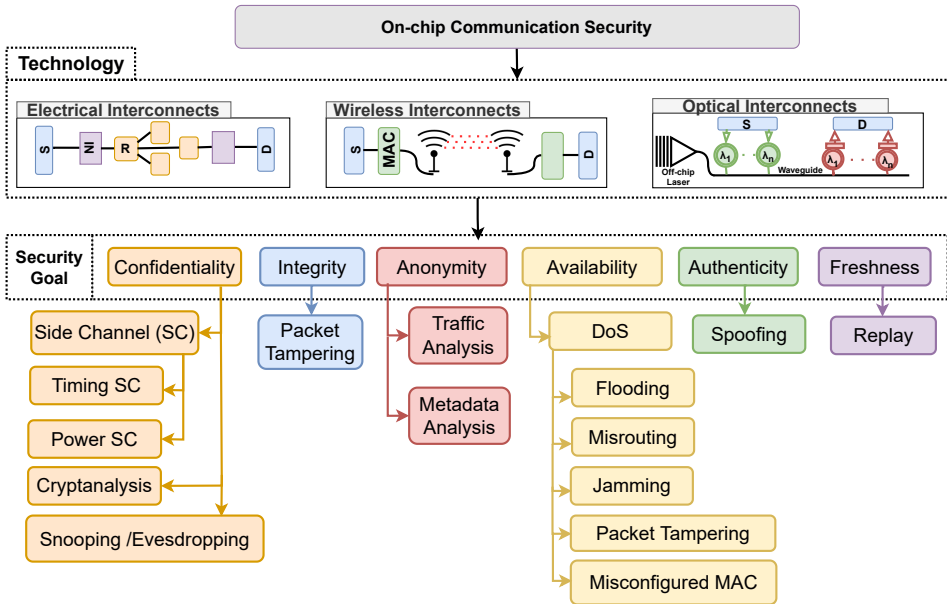 On-chip Communication Security
Technology
Electrical Interconnects
Wireless Interconnects
Optical Interconnects
S
NI
R
D
S
MAC
D
S
D
λ1
λn
λ1
λn
Off-chip
Laser
Waveguide
Security
Goal
Confidentiality
Integrity
Anonymity
Availability
Authenticity
Freshness
Side Channel (SC)
Timing SC
Power SC
Cryptanalysis
Snooping /Evesdropping
Packet
Tampering
Traffic
Analysis
Metadata
Analysis
DoS
Flooding
Misrouting
Jamming
Packet Tampering
Misconfigured MAC
Spoofing
Replay